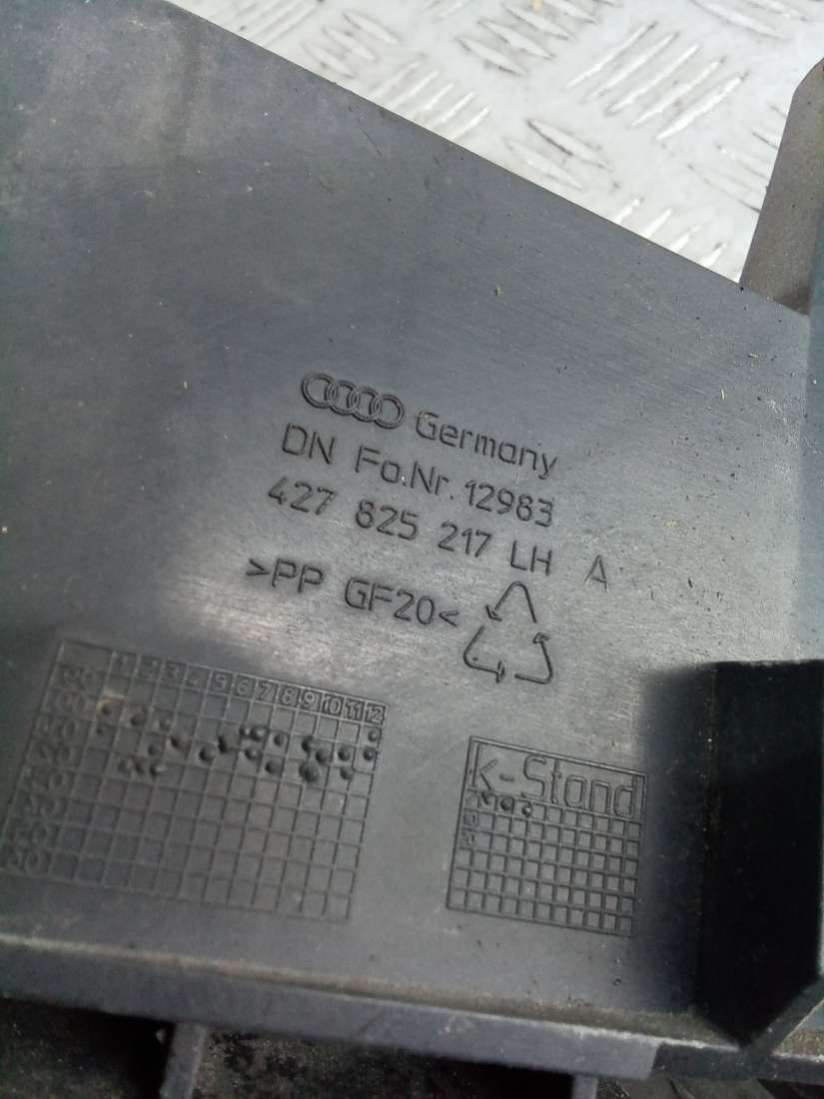 Germany
DN Fo.Nr. 12983
427 825 217 LH A
>PP GF20<
1 2 3 4 5 6 7 8 9 10 11 12
k-Stand